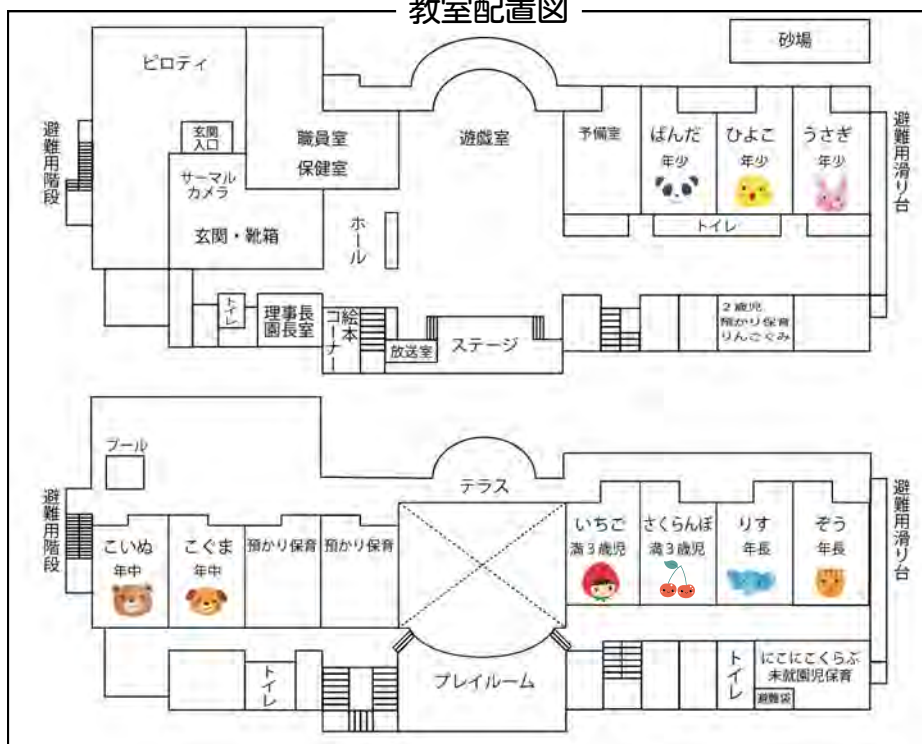 教室配置図
砂場
ピロティ
避難用階段
玄関
入口
職員室
保健室
遊戯室
予備室
ぱんだ
年少
ひよこ
年少
うさぎ
年少
避難用滑り台
サーマル
カメラ
玄関・靴箱
ホール
トイレ
トイレ
理事長
園長室
絵本
コーナー
放送室
ステージ
２歳児
預かり保育
りんごぐみ
プール
テラス
避難用階段
こいぬ
年中
こぐま
年中
預かり保育
預かり保育
いちご
満３歳児
さくらんぼ
満３歳児
りす
年長
ぞう
年長
避難用滑り台
トイレ
プレイルーム
トイレ
にこにこくらぶ
未就園児保育
避難袋